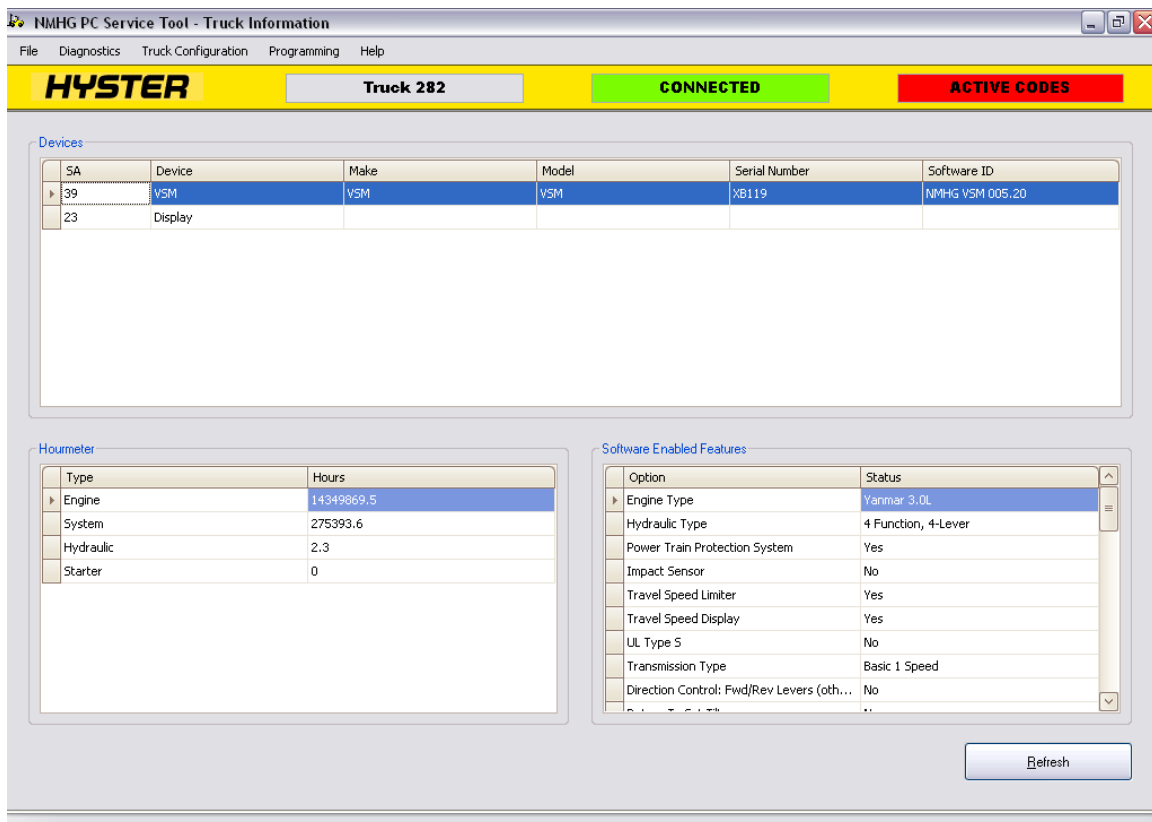 NMHG PC Service Tool - Truck Information
File Diagnostics Truck Configuration Programming Help
HYSTER Truck 282 CONNECTED ACTIVE CODES
Devices
SA Device Make Model Serial Number Software ID
39 VSM VSM VSM XB119 NMHG VSM 005.20
23 Display
Hourmeter
Type Hours
Engine 14349869.5
System 275393.6
Hydraulic 2.3
Starter 0
Software Enabled Features
Option Status
Engine Type Yanmar 3.0L
Hydraulic Type 4 Function, 4-Lever
Power Train Protection System Yes
Impact Sensor No
Travel Speed Limiter Yes
Travel Speed Display Yes
UL Type S No
Transmission Type Basic 1 Speed
Direction Control: Fwd/Rev Levers (oth... No
Refresh